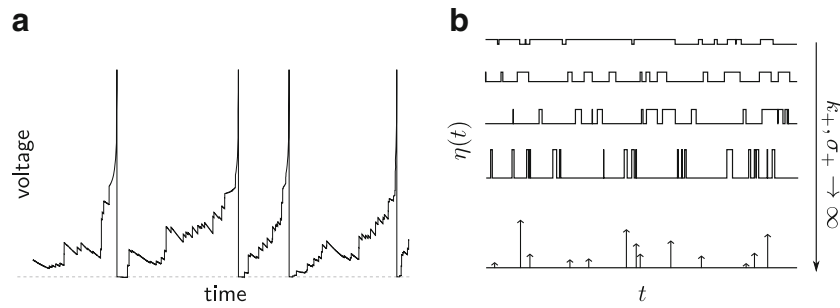 a
b
voltage
time
η(t)
t
k₊, σ₊ → ∞